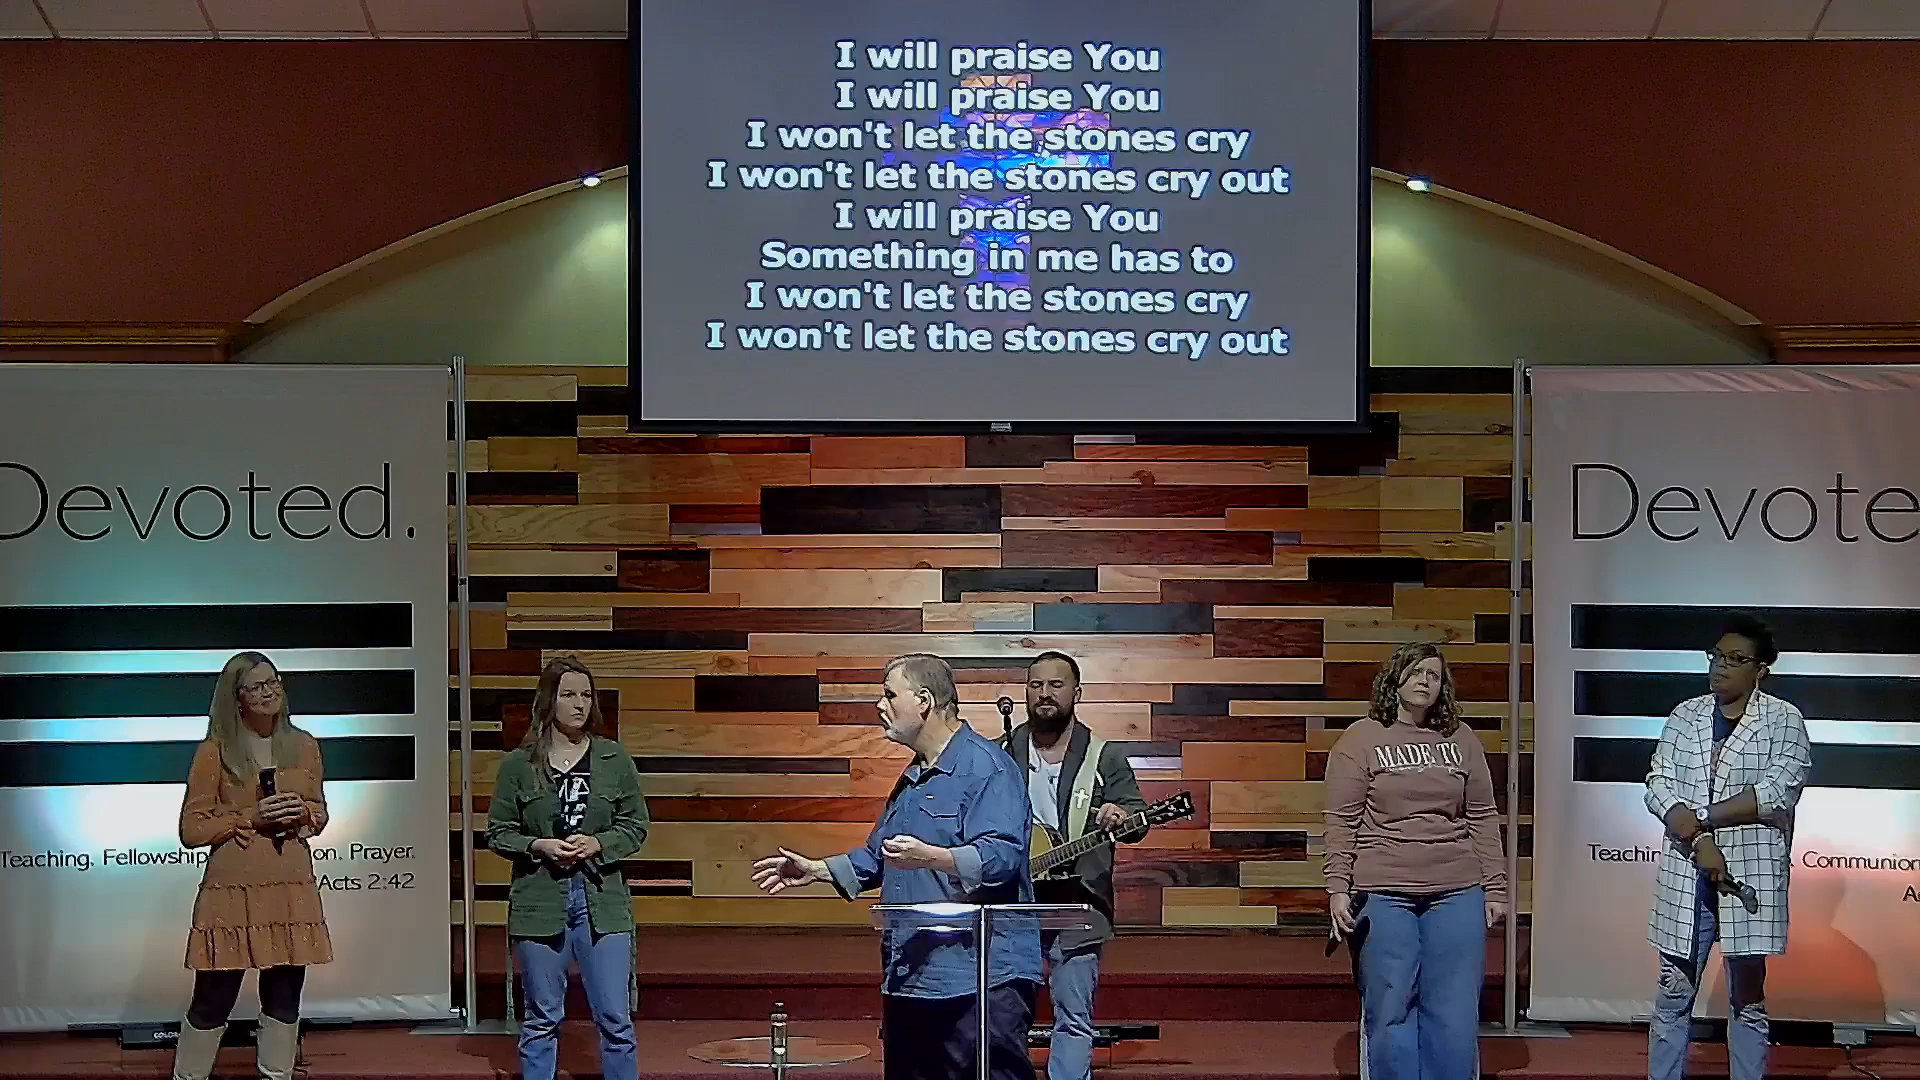 I will praise You
I will praise You
I won't let the stones cry
I won't let the stones cry out
I will praise You
Something in me has to
I won't let the stones cry
I won't let the stones cry out
Devoted.
Teaching. Fellowship on. Prayer.
Acts 2:42
Devote
Teachin Communion
MADE TO